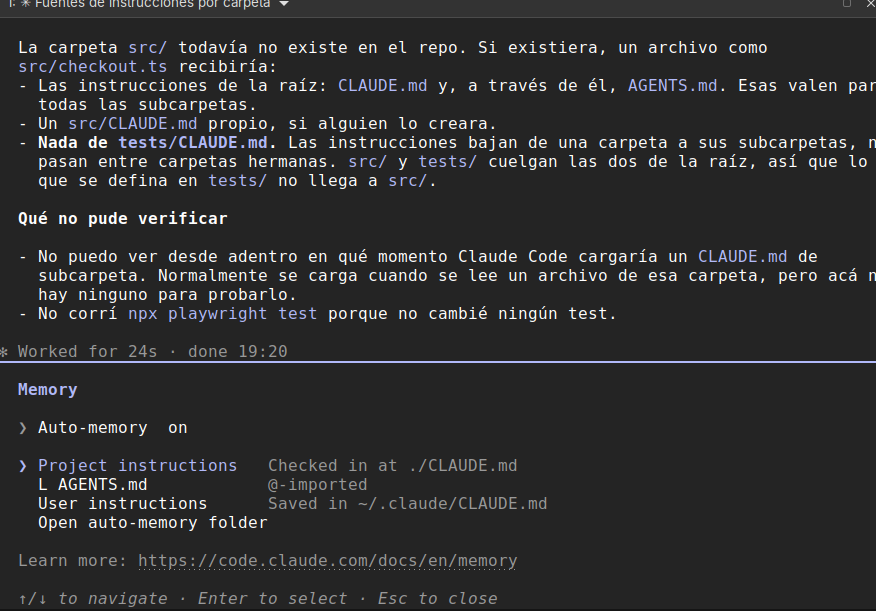 Fuentes de instrucciones por carpeta
La carpeta src/ todavía no existe en el repo. Si existiera, un archivo como
src/checkout.ts recibiría:
- Las instrucciones de la raíz: CLAUDE.md y, a través de él, AGENTS.md. Esas valen par
todas las subcarpetas.
- Un src/CLAUDE.md propio, si alguien lo creara.
- Nada de tests/CLAUDE.md. Las instrucciones bajan de una carpeta a sus subcarpetas, n
pasan entre carpetas hermanas. src/ y tests/ cuelgan las dos de la raíz, así que lo
que se defina en tests/ no llega a src/.
Qué no pude verificar
- No puedo ver desde adentro en qué momento Claude Code cargaría un CLAUDE.md de
subcarpeta. Normalmente se carga cuando se lee un archivo de esa carpeta, pero acá n
hay ninguno para probarlo.
- No corrí npx playwright test porque no cambié ningún test.
✻ Worked for 24s · done 19:20
Memory
❯ Auto-memory on
❯ Project instructions Checked in at ./CLAUDE.md
L AGENTS.md @-imported
User instructions Saved in ~/.claude/CLAUDE.md
Open auto-memory folder
Learn more: https://code.claude.com/docs/en/memory
↑/↓ to navigate · Enter to select · Esc to close